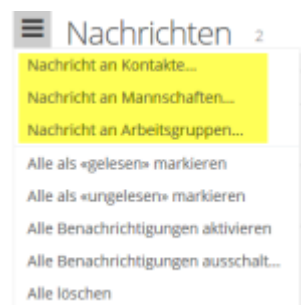 Nachrichten 2
Nachricht an Kontakte...
Nachricht an Mannschaften...
Nachricht an Arbeitsgruppen...
Alle als «gelesen» markieren
Alle als «ungelesen» markieren
Alle Benachrichtigungen aktivieren
Alle Benachrichtigungen ausschalt...
Alle löschen